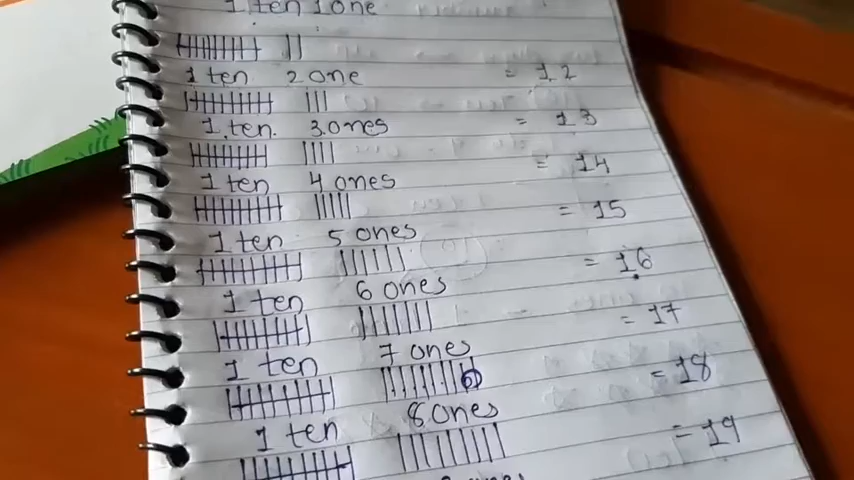 1 ten 1 one
1 ten 2 one = 12
1 ten 3 ones = 13
1 ten 4 ones = 14
1 ten 5 ones = 15
1 ten 6 ones = 16
1 ten 7 ones = 17
1 ten 8 ones = 18
= 19